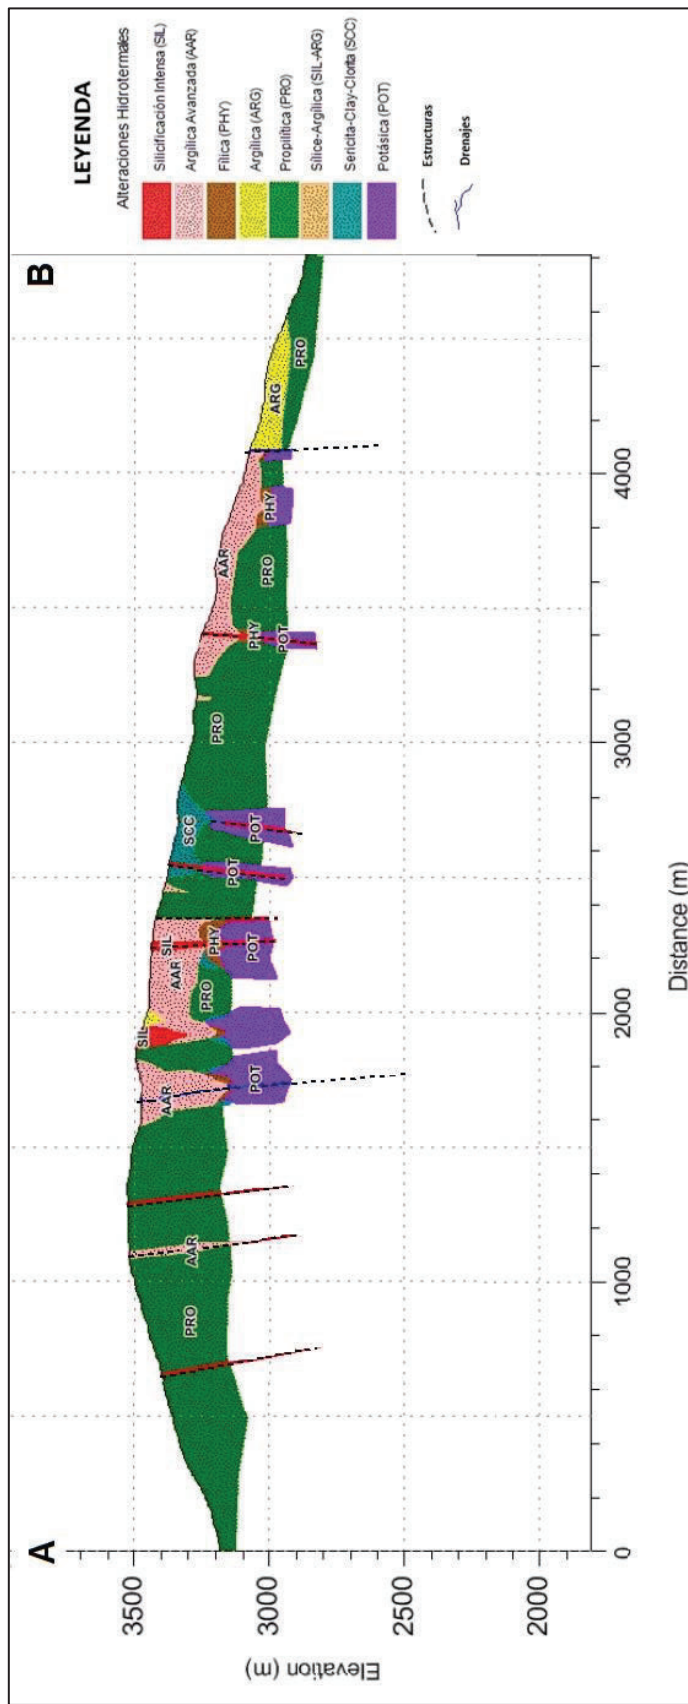 A
B
LEYENDA
Alteraciones Hidrotermales
Silicificación Intensa (SIL)
Argílica Avanzada (AAR)
Fílica (PHY)
Argílica (ARG)
Propilítica (PRO)
Sílice-Argílica (SIL-ARG)
Sericita-Clay-Clorita (SCC)
Potásica (POT)
Estructuras
Drenajes
Elevation (m)
3500
3000
2500
2000
PRO
AAR
AAR
POT
SIL
PRO
AAR
SIL
PHY
POT
POT
SCC
POT
PRO
PHY
POT
AAR
PRO
PHY
ARG
PRO
0
1000
2000
3000
4000
Distance (m)